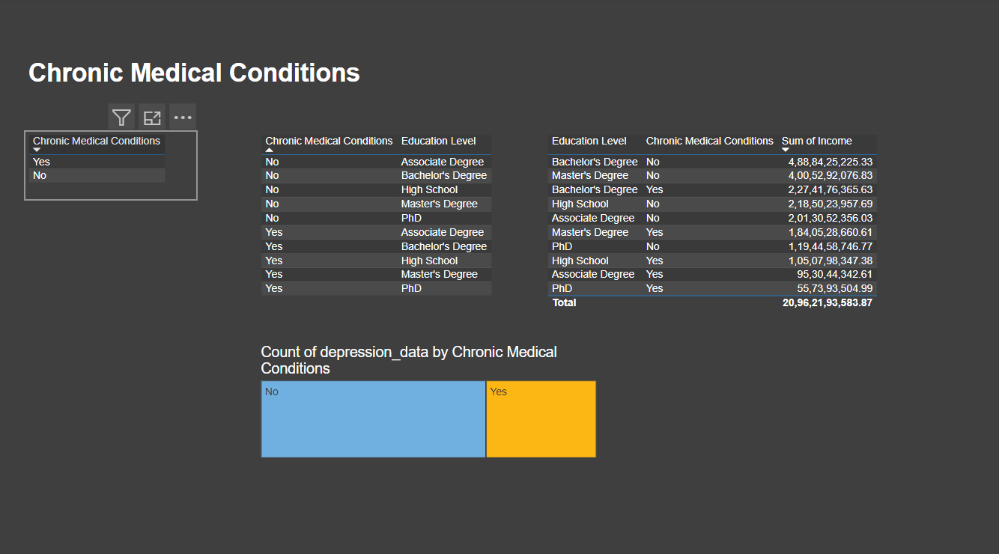 Chronic Medical Conditions
Chronic Medical Conditions
Yes
No
Chronic Medical Conditions Education Level
No Associate Degree
No Bachelor's Degree
No High School
No Master's Degree
No PhD
Yes Associate Degree
Yes Bachelor's Degree
Yes High School
Yes Master's Degree
Yes PhD
Education Level Chronic Medical Conditions Sum of Income
Bachelor's Degree No 4,88,84,25,225.33
Master's Degree No 4,00,52,92,076.83
Bachelor's Degree Yes 2,27,41,76,365.63
High School No 2,18,50,23,957.69
Associate Degree No 2,01,30,52,356.03
Master's Degree Yes 1,84,05,28,660.61
PhD No 1,19,44,58,746.77
High School Yes 1,05,07,98,347.38
Associate Degree Yes 95,30,44,342.61
PhD Yes 55,73,93,504.99
Total 20,96,21,93,583.87
Count of depression_data by Chronic Medical
Conditions
No
Yes